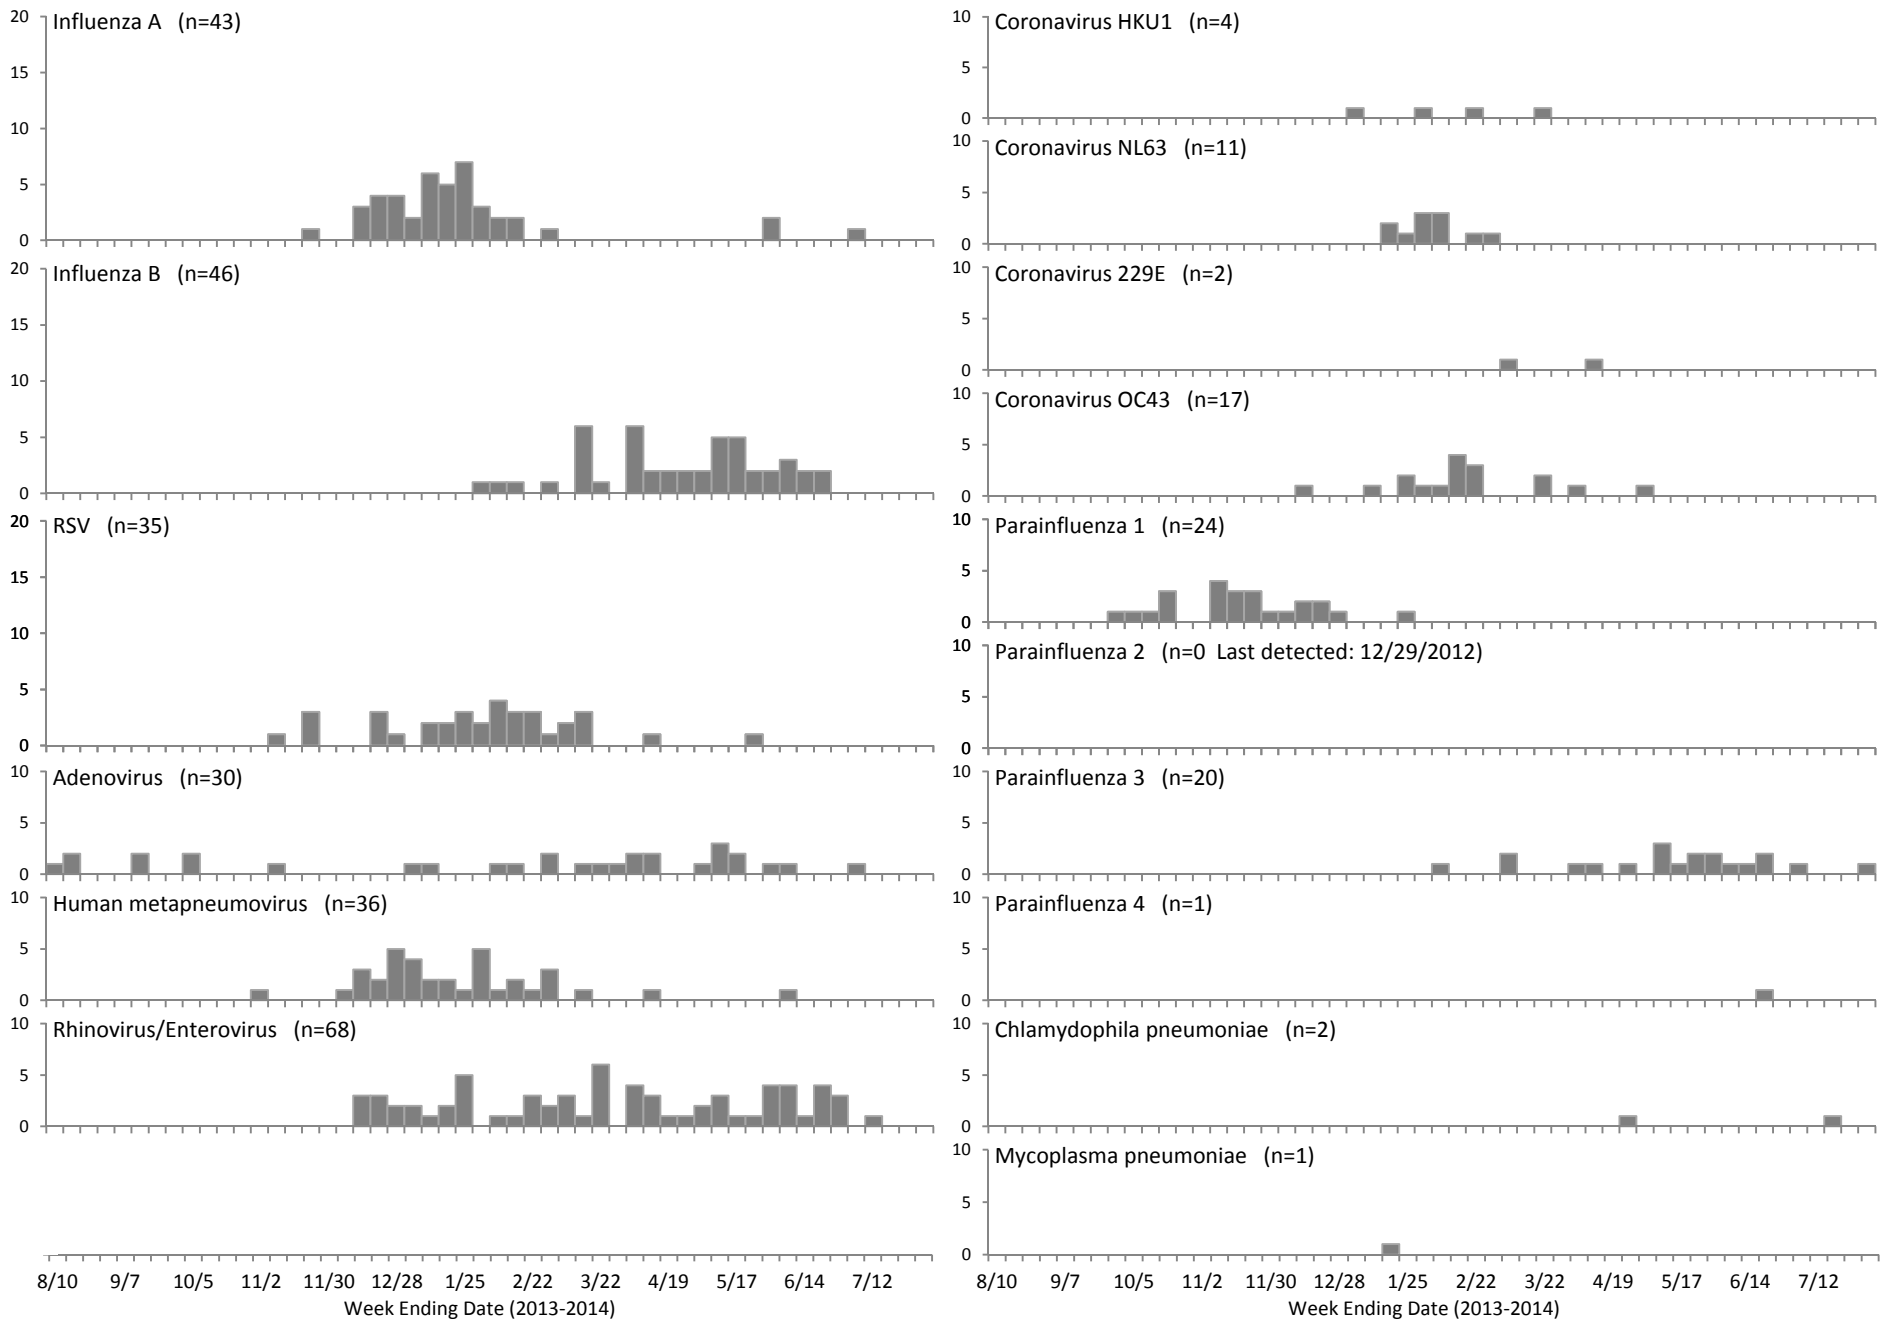 20 Influenza A (n=43)
15
10
5
0
20 Influenza B (n=46)
15
10
5
0
20 RSV (n=35)
15
10
5
0
10 Adenovirus (n=30)
5
0
10 Human metapneumovirus (n=36)
5
0
10 Rhinovirus/Enterovirus (n=68)
5
0
8/10 9/7 10/5 11/2 11/30 12/28 1/25 2/22 3/22 4/19 5/17 6/14 7/12
Week Ending Date (2013-2014)
10 Coronavirus HKU1 (n=4)
5
0
10 Coronavirus NL63 (n=11)
5
0
10 Coronavirus 229E (n=2)
5
0
10 Coronavirus OC43 (n=17)
5
0
10 Parainfluenza 1 (n=24)
5
0
10 Parainfluenza 2 (n=0 Last detected: 12/29/2012)
5
0
10 Parainfluenza 3 (n=20)
5
0
10 Parainfluenza 4 (n=1)
5
0
10 Chlamydophila pneumoniae (n=2)
5
0
10 Mycoplasma pneumoniae (n=1)
5
0
8/10 9/7 10/5 11/2 11/30 12/28 1/25 2/22 3/22 4/19 5/17 6/14 7/12
Week Ending Date (2013-2014)